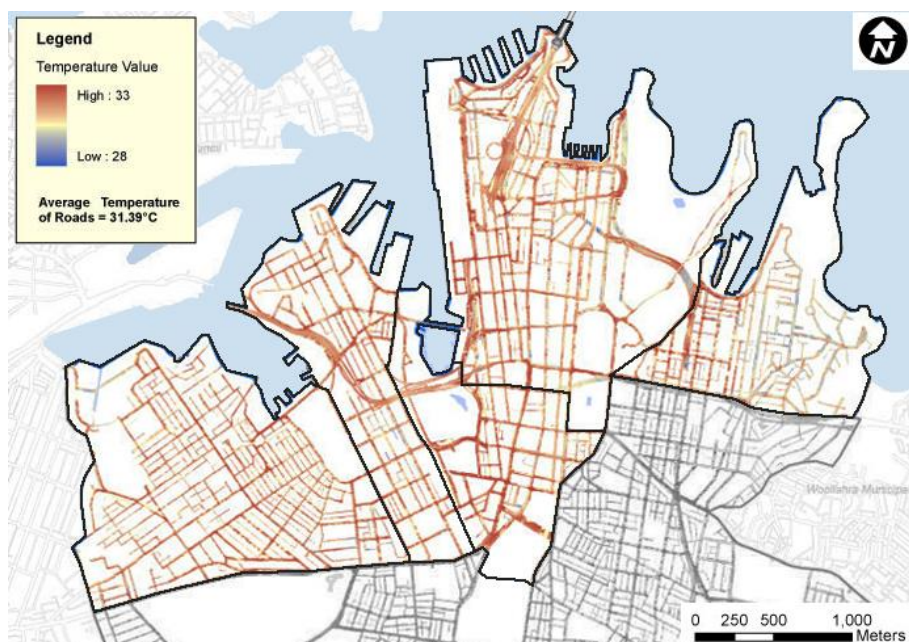 Legend
Temperature Value
High : 33
Low : 28
Average Temperature
of Roads = 31.39°C
N
Woollahra Municipa
0 250 500 1,000
Meters